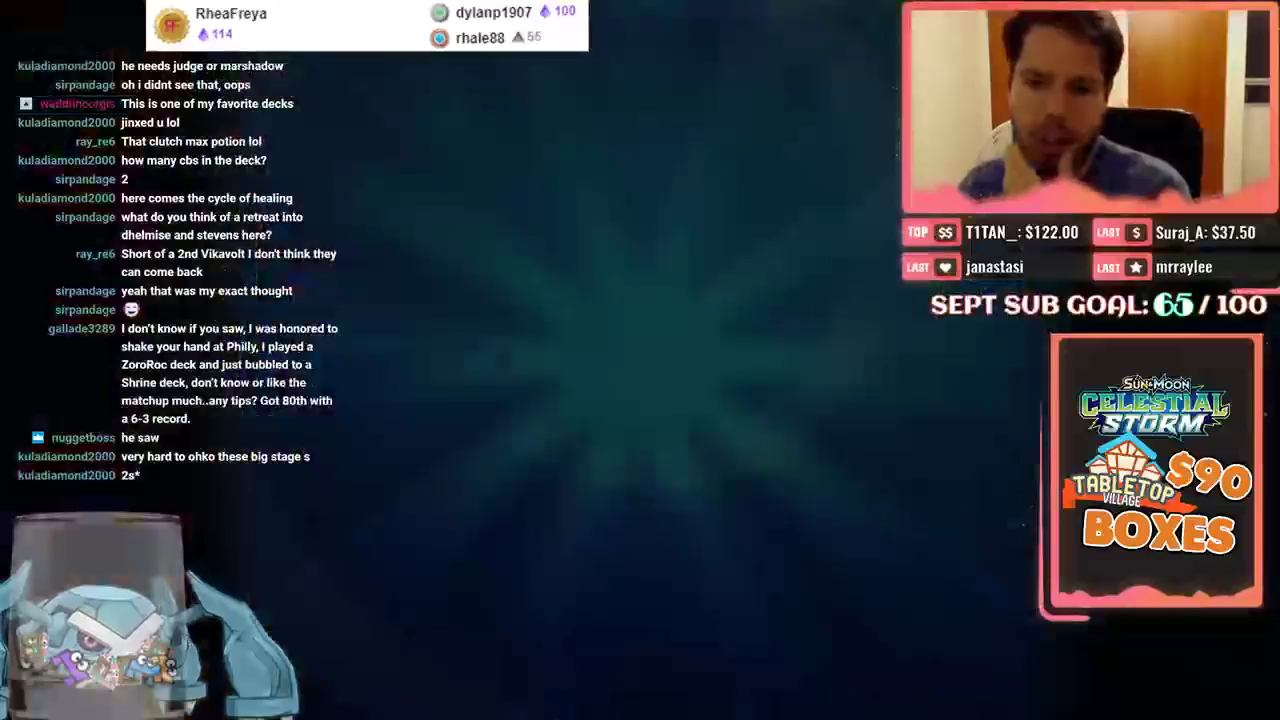 RheaFreya
114
dylanp1907 100
rhale88 55
kuladiamond2000 he needs judge or marshadow
sirpandage oh i didnt see that, oops
This is one of my favorite decks
kuladiamond2000 jinxed u lol
ray_re6 That clutch max potion lol
kuladiamond2000 how many cbs in the deck?
sirpandage 2
kuladiamond2000 here comes the cycle of healing
sirpandage what do you think of a retreat into
dhelmise and stevens here?
ray_re6 Short of a 2nd Vikavolt I don't think they
can come back
sirpandage yeah that was my exact thought
sirpandage
gallade3289 I don't know if you saw, I was honored to
shake your hand at Philly, I played a
ZoroRoc deck and just bubbled to a
Shrine deck, don't know or like the
matchup much..any tips? Got 80th with
a 6-3 record.
nuggetboss he saw
kuladiamond2000 very hard to ohko these big stage s
kuladiamond2000 2s*
TOP $$ T1TAN__: $122.00
LAST $ Suraj_A: $37.50
LAST janastasi
LAST mrraylee
SEPT SUB GOAL: 65 / 100
SUN & MOON
CELESTIAL
STORM
TABLETOP
VILLAGE
$90
BOXES